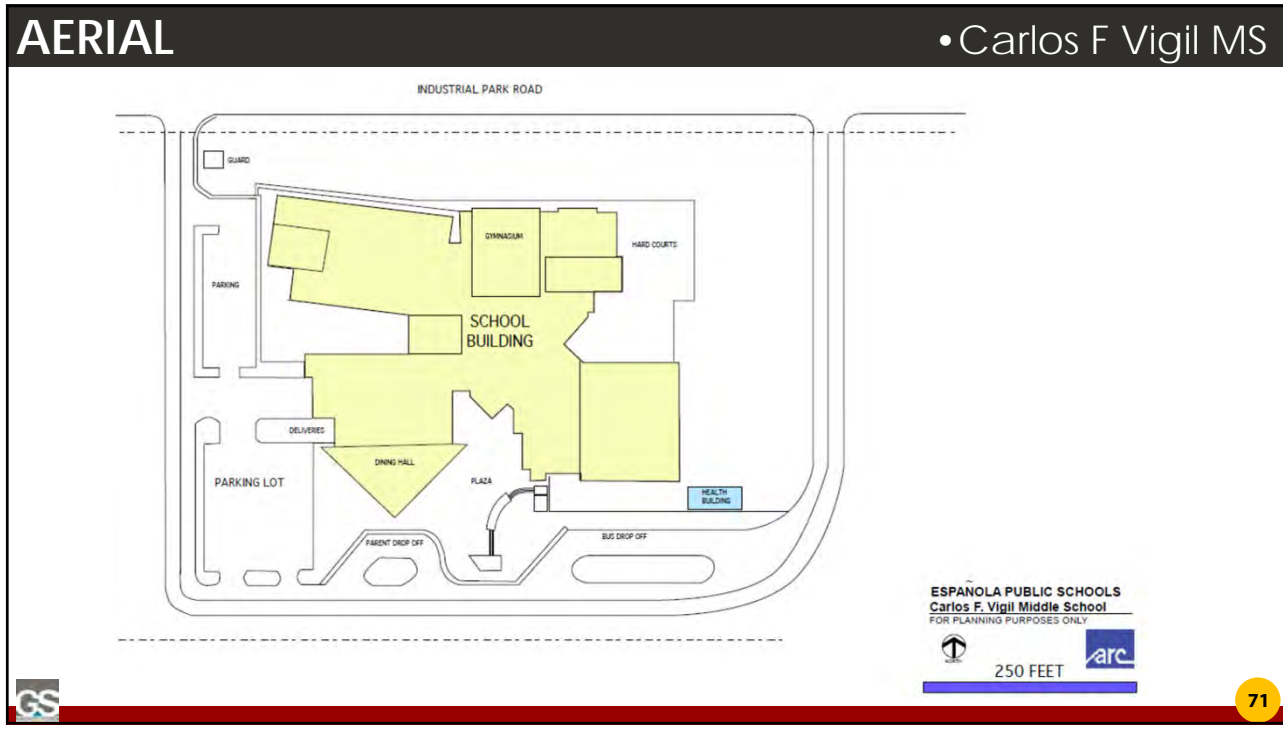 AERIAL
•Carlos F Vigil MS
INDUSTRIAL PARK ROAD
GUARD
GYMNASIUM
HARD COURTS
PARKING
SCHOOL
BUILDING
DELIVERIES
DINING HALL
PARKING LOT
PLAZA
HEALTH
BUILDING
PARENT DROP OFF
BUS DROP OFF
ESPAÑOLA PUBLIC SCHOOLS
Carlos F. Vigil Middle School
FOR PLANNING PURPOSES ONLY
NORTH
arc
250 FEET
GS
71